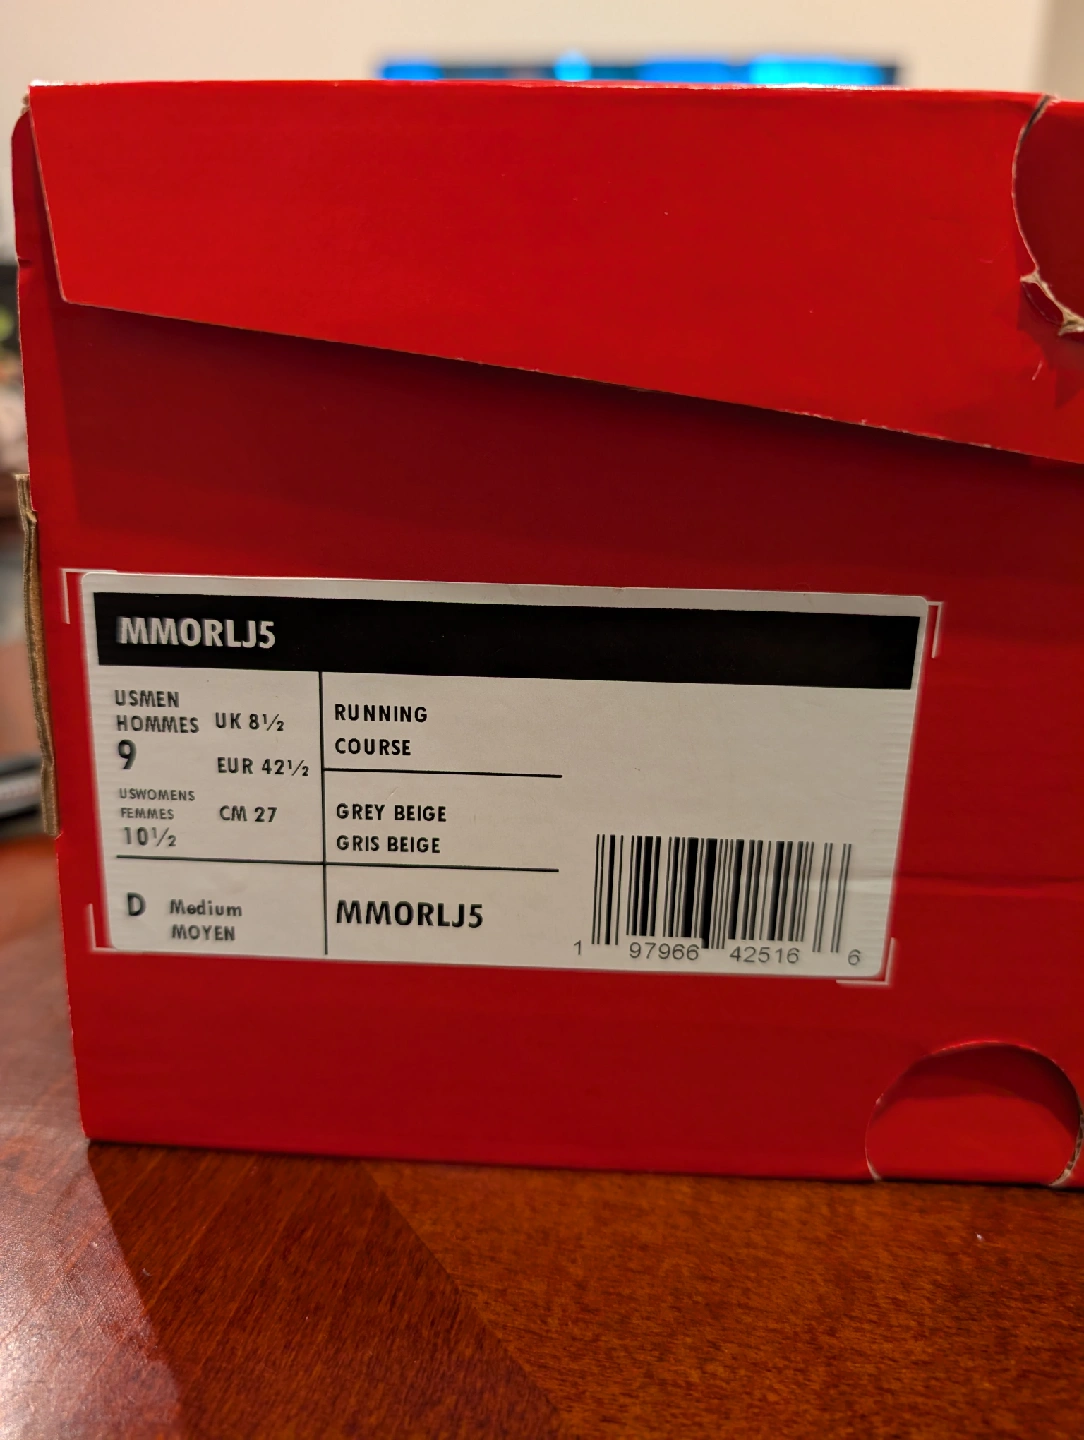 MMORLJ5
USMEN
HOMMES
9
UK 8½
EUR 42½
USWOMENS
FEMMES
10½
CM 27
D Medium
MOYEN
RUNNING
COURSE
GREY BEIGE
GRIS BEIGE
MMORLJ5
1 97966 42516 6